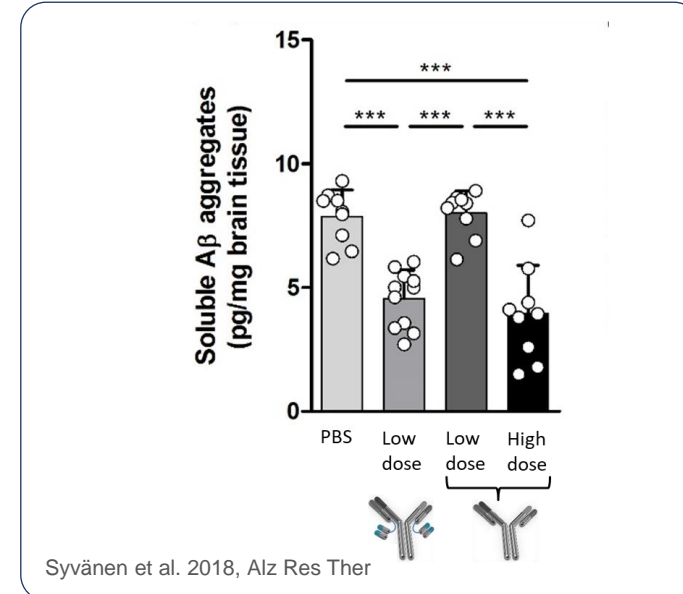 Soluble Aβ aggregates
(pg/mg brain tissue)
15
10
5
0
***
*** *** ***
PBS Low dose Low dose High dose
Syvänen et al. 2018, Alz Res Ther